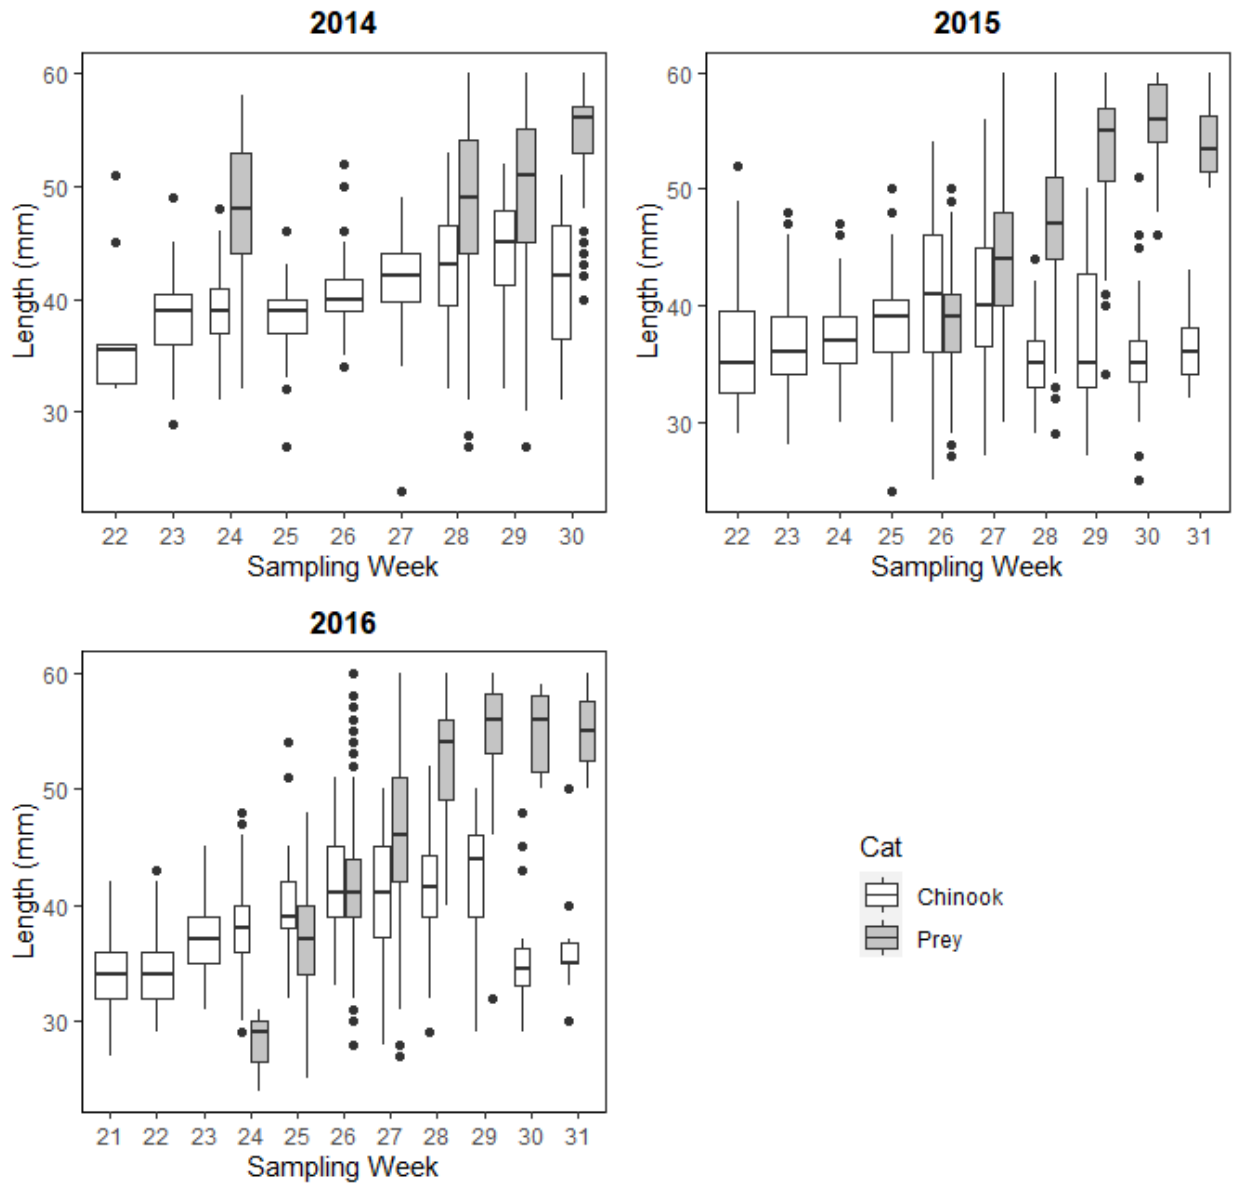 2014
60
50
40
30
Length (mm)
22 23 24 25 26 27 28 29 30
Sampling Week
2015
60
50
40
30
Length (mm)
22 23 24 25 26 27 28 29 30 31
Sampling Week
2016
60
50
40
30
Length (mm)
21 22 23 24 25 26 27 28 29 30 31
Sampling Week
Cat
Chinook
Prey